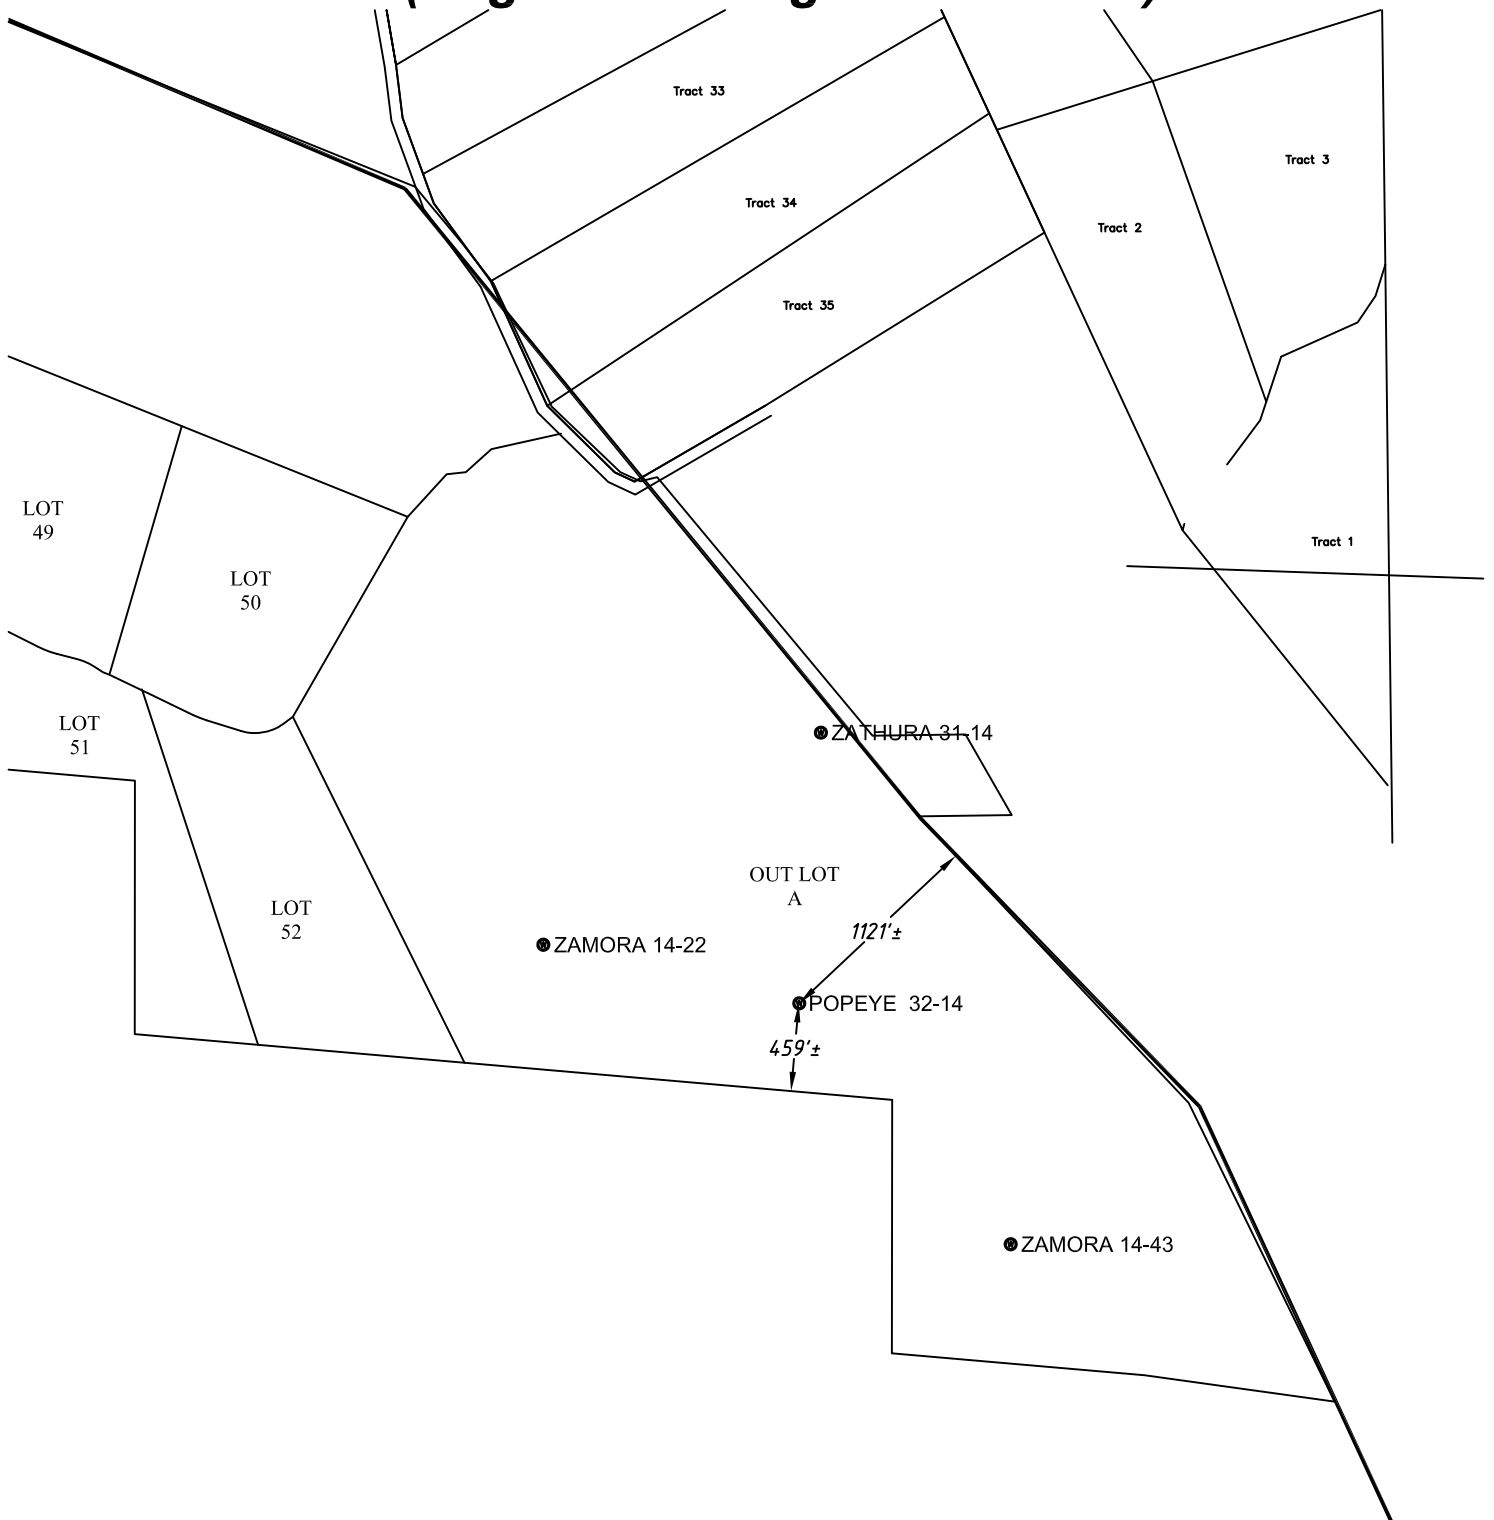 Tract 33
Tract 3
Tract 34
Tract 2
Tract 35
LOT
49
Tract 1
LOT
50
LOT
51
ZATHURA 31-14
OUT LOT
A
LOT
52
1121'±
ZAMORA 14-22
POPEYE 32-14
459'±
ZAMORA 14-43